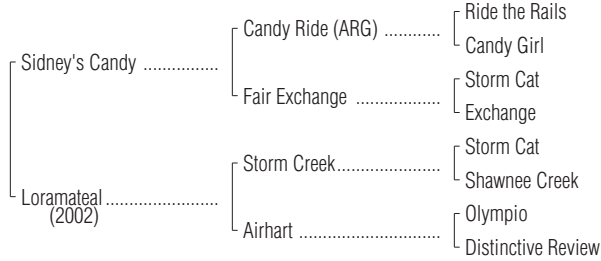 Ride the Rails
Candy Ride (ARG) ............
Candy Girl
Sidney's Candy ................
Storm Cat
Fair Exchange ..................
Exchange
Storm Cat
Storm Creek......................
Shawnee Creek
Loramateal........................
(2002)
Olympio
Airhart ..............................
Distinctive Review